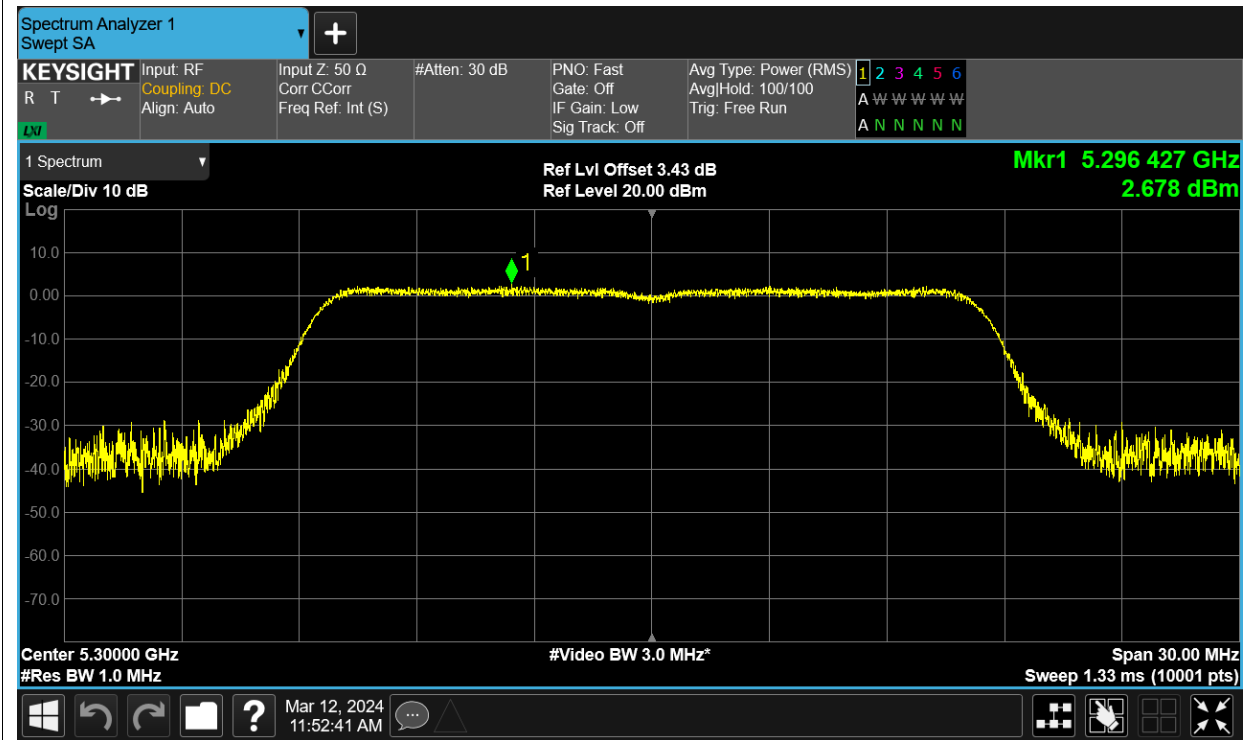 Spectrum Analyzer 1
Swept SA
KEYSIGHT
R T
LXI
Input: RF
Coupling: DC
Align: Auto
Input Z: 50 Ω
Corr CCorr
Freq Ref: Int (S)
#Atten: 30 dB
PNO: Fast
Gate: Off
IF Gain: Low
Sig Track: Off
Avg Type: Power (RMS)
Avg|Hold: 100/100
Trig: Free Run
1 2 3 4 5 6
A W W W W W
A N N N N N
1 Spectrum
Scale/Div 10 dB
Log
Ref Lvl Offset 3.43 dB
Ref Level 20.00 dBm
Mkr1 5.296 427 GHz
2.678 dBm
1
10.0
0.00
-10.0
-20.0
-30.0
-40.0
-50.0
-60.0
-70.0
Center 5.30000 GHz
#Res BW 1.0 MHz
#Video BW 3.0 MHz*
Span 30.00 MHz
Sweep 1.33 ms (10001 pts)
?
Mar 12, 2024
11:52:41 AM